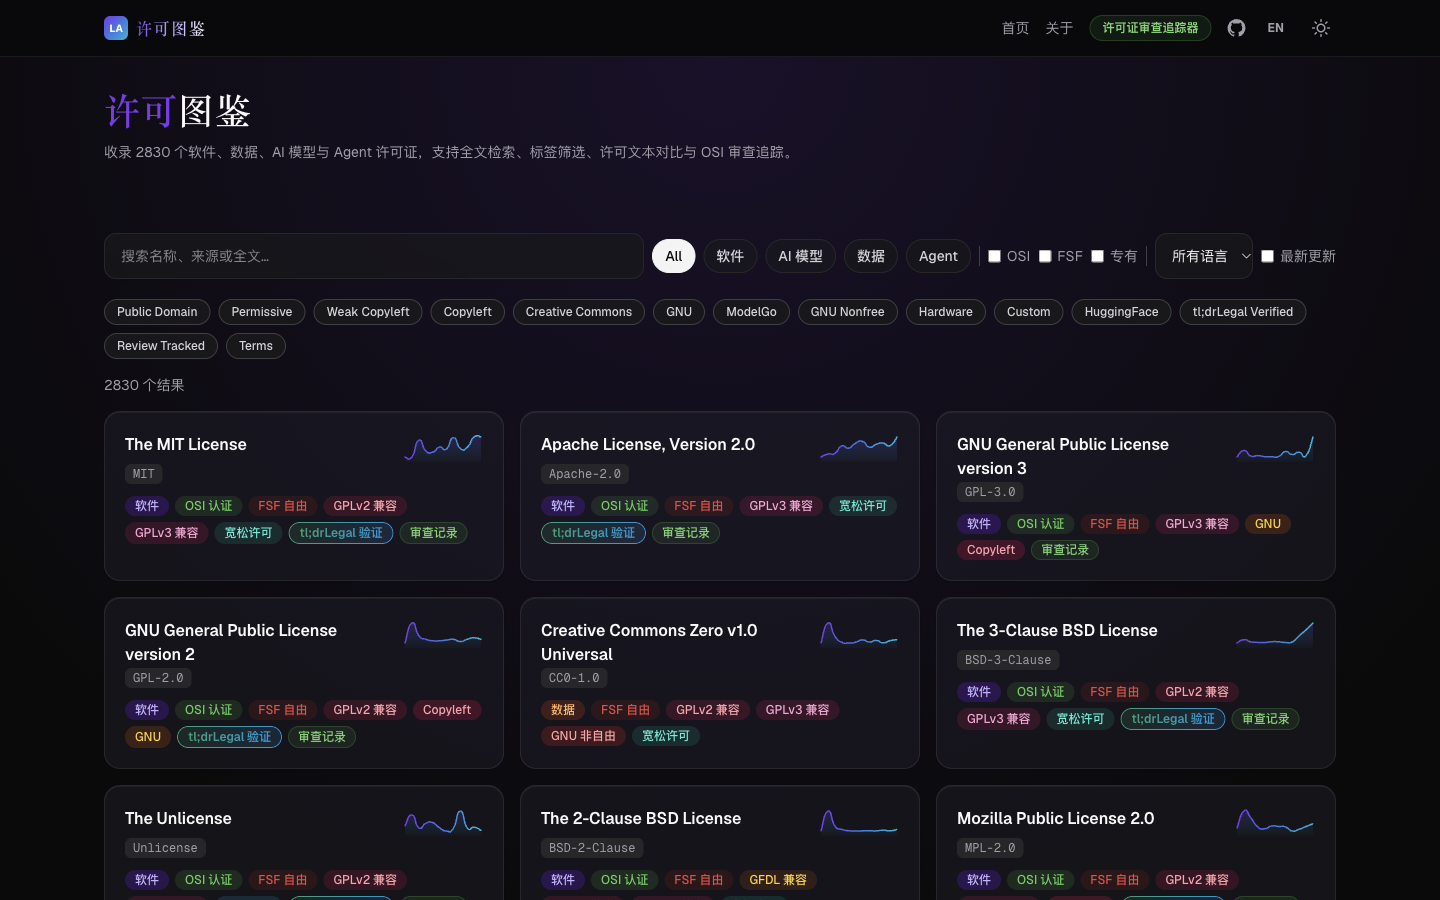 LA 许可图鉴 首页 关于 许可证审查追踪器 EN
许可图鉴
收录 2830 个软件、数据、AI 模型与 Agent 许可证，支持全文检索、标签筛选、许可文本对比与 OSI 审查追踪。
搜索名称、来源或全文... All 软件 AI 模型 数据 Agent OSI FSF 专有 所有语言 最新更新
Public Domain Permissive Weak Copyleft Copyleft Creative Commons GNU ModelGo GNU Nonfree Hardware Custom HuggingFace tl;drLegal Verified
Review Tracked Terms
2830 个结果
The MIT License
MIT
软件 OSI 认证 FSF 自由 GPLv2 兼容
GPLv3 兼容 宽松许可 tl;drLegal 验证 审查记录
Apache License, Version 2.0
Apache-2.0
软件 OSI 认证 FSF 自由 GPLv3 兼容 宽松许可
tl;drLegal 验证 审查记录
GNU General Public License
version 3
GPL-3.0
软件 OSI 认证 FSF 自由 GPLv3 兼容 GNU
Copyleft 审查记录
GNU General Public License
version 2
GPL-2.0
软件 OSI 认证 FSF 自由 GPLv2 兼容 Copyleft
GNU tl;drLegal 验证 审查记录
Creative Commons Zero v1.0
Universal
CC0-1.0
数据 FSF 自由 GPLv2 兼容 GPLv3 兼容
GNU 非自由 宽松许可
The 3-Clause BSD License
BSD-3-Clause
软件 OSI 认证 FSF 自由 GPLv2 兼容
GPLv3 兼容 宽松许可 tl;drLegal 验证 审查记录
The Unlicense
Unlicense
软件 OSI 认证 FSF 自由 GPLv2 兼容
The 2-Clause BSD License
BSD-2-Clause
软件 OSI 认证 FSF 自由 GFDL 兼容
Mozilla Public License 2.0
MPL-2.0
软件 OSI 认证 FSF 自由 GPLv2 兼容